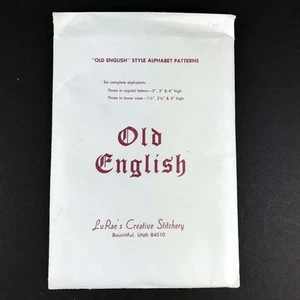 "OLD ENGLISH" STYLE ALPHABET PATTERNS
Six complete alphabets:
Three in capital letters—2", 3" & 4" high
Three in lower case—1½", 2¼" & 3" high
Old
English
LuRae's Creative Stitchery
Bountiful, Utah 84010